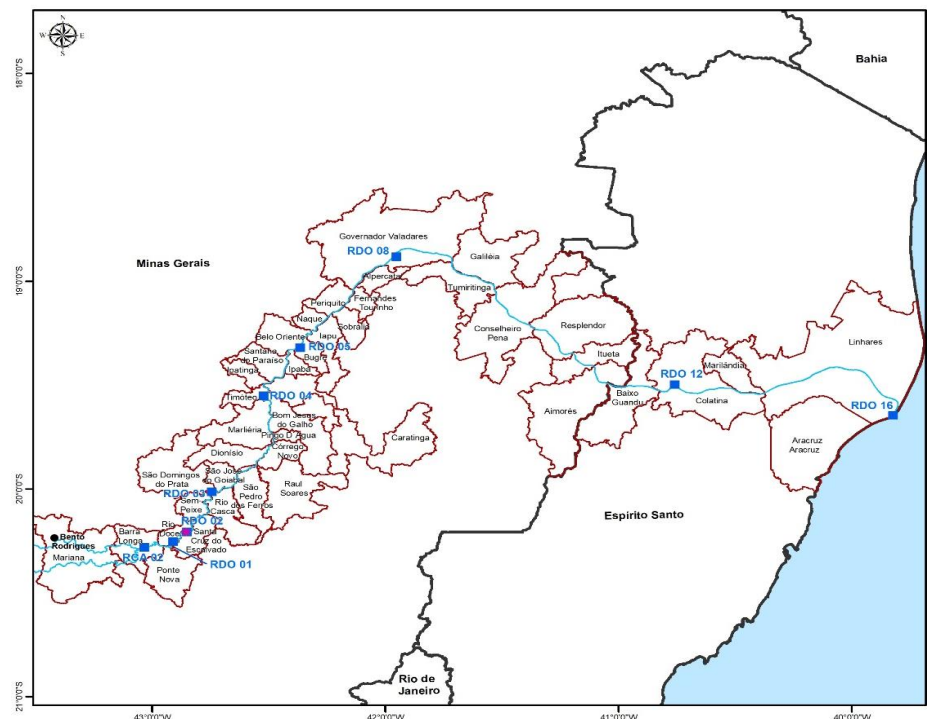 N
W
E
S
Bahia
18°0'0"S
Governador Valadares
RDO 08
Galiléia
Minas Gerais
Alpercata
19°0'0"S
Tumiritinga
Periquito
Fernandes
Tourinho
Naque
Sobrália
Resplendor
Conselheiro
Pena
Belo Oriente
Iapu
Linhares
RDO 05
Bugre
Santana
do Paraíso
Itueta
Marilândia
Ipatinga
Ipaba
RDO 12
Timóteo
RDO 04
Baixo
Guandu
Colatina
RDO 16
Aimorés
Bom Jesus
do Galho
Marliéria
Pingo D'Água
Caratinga
Aracruz
Aracruz
Córrego
Novo
Dionísio
São José
do Goiabal
São Domingos
do Prata
Raul
Soares
São
Pedro
dos Ferros
20°0'0"S
RDO 03
Sem
Peixe
Rio
Casca
Espírito Santo
RDO 02
Rio
Doce
Santa
Cruz do
Escalvado
Bento
Rodrigues
Barra
Longa
Mariana
RCA 02
RDO 01
Ponte
Nova
Rio de
Janeiro
21°0'0"S
43°0'0"W
42°0'0"W
41°0'0"W
40°0'0"W